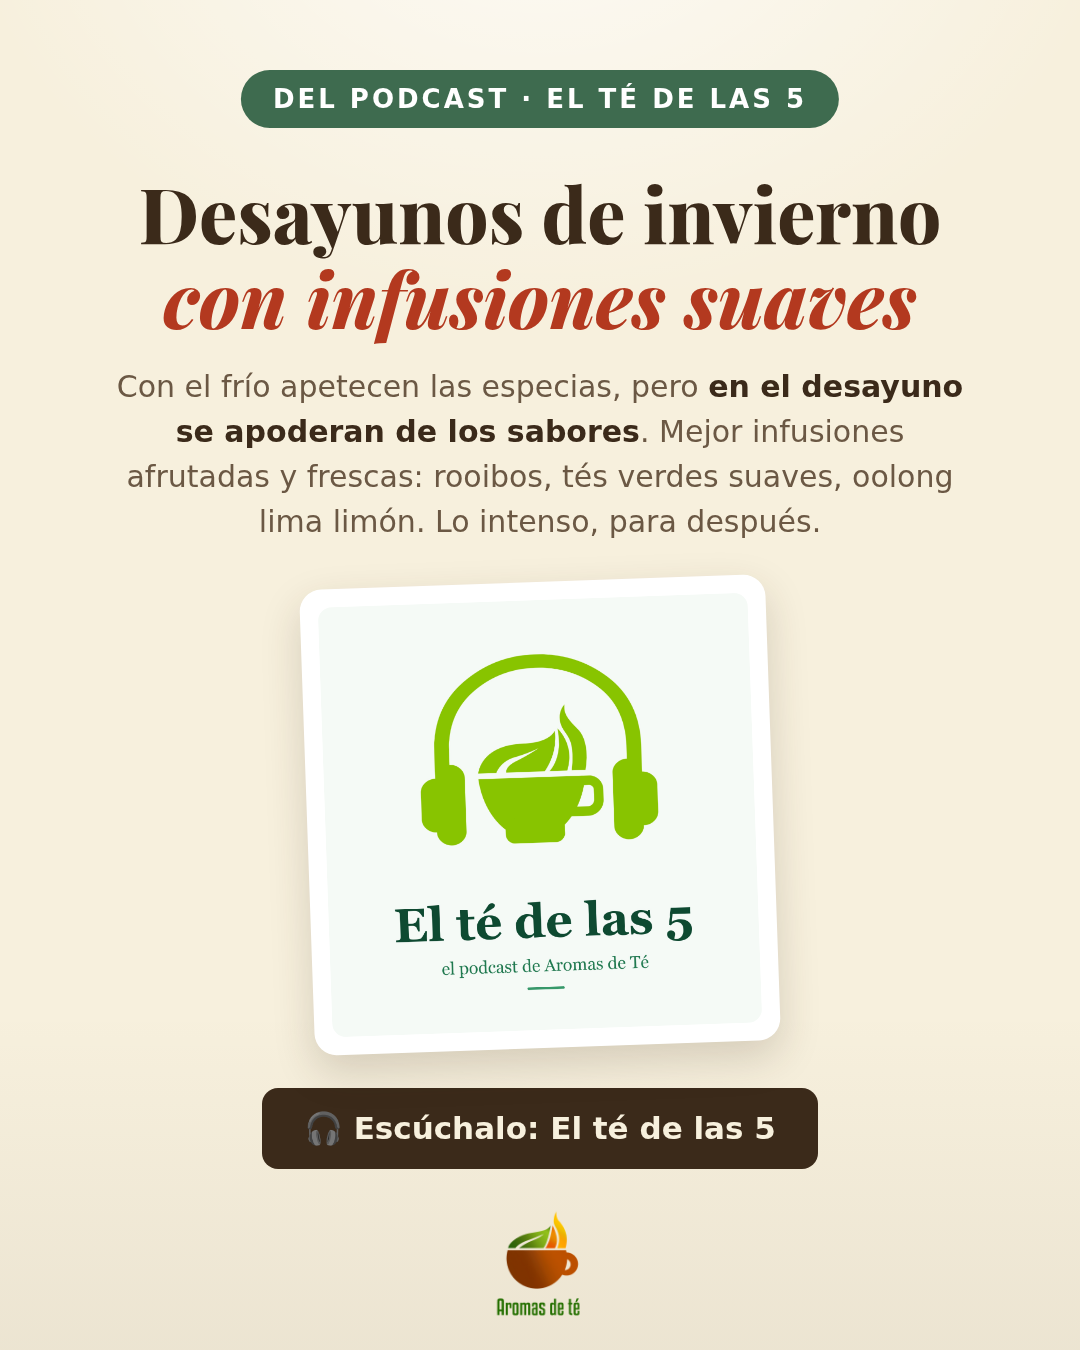 DEL PODCAST · EL TÉ DE LAS 5
Desayunos de invierno
con infusiones suaves
Con el frío apetecen las especias, pero en el desayuno
se apoderan de los sabores. Mejor infusiones
afrutadas y frescas: rooibos, tés verdes suaves, oolong
lima limón. Lo intenso, para después.
El té de las 5
el podcast de Aromas de Té
🎧 Escúchalo: El té de las 5
Aromas de té